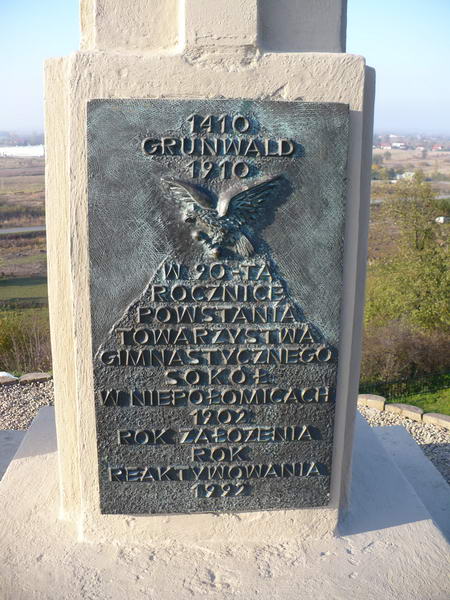 1410
GRUNWALD
1910
W 90-TĄ
ROCZNICĘ
POWSTANIA
TOWARZYSTWA
GIMNASTYCZNEGO
SOKÓŁ
W NIEPOŁOMICACH
1902
ROK ZAŁOŻENIA
ROK
REAKTYWOWANIA
1992